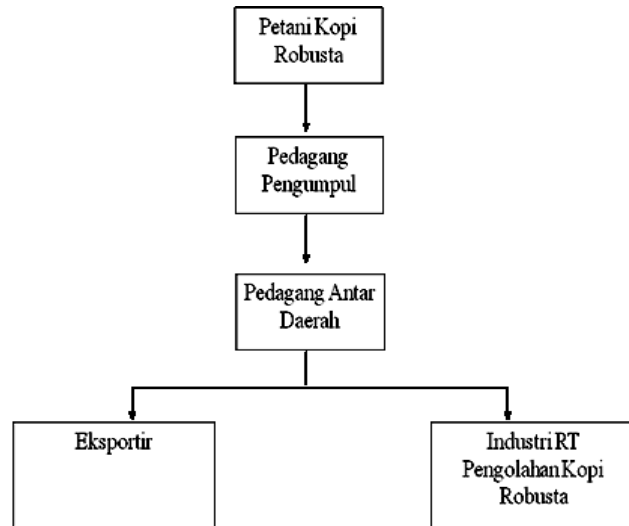 Petani Kopi
Robusta
Pedagang
Pengumpul
Pedagang Antar
Daerah
Eksportir
Industri RT
Pengolahan Kopi
Robusta